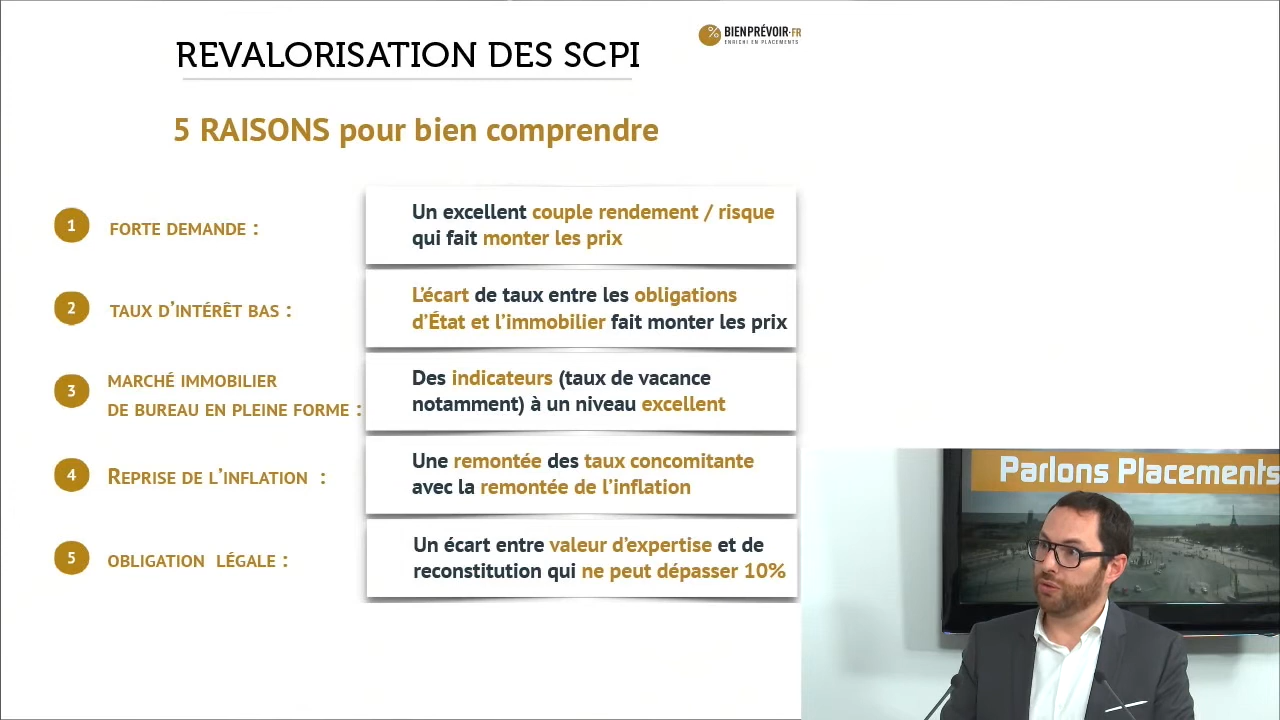 REVALORISATION DES SCPI
BIENPRÉVOIR·FR
ENRICHI EN PLACEMENTS
5 RAISONS pour bien comprendre
1
FORTE DEMANDE :
Un excellent couple rendement / risque
qui fait monter les prix
2
TAUX D’INTÉRÊT BAS :
L’écart de taux entre les obligations
d’État et l’immobilier fait monter les prix
3
MARCHÉ IMMOBILIER
DE BUREAU EN PLEINE FORME :
Des indicateurs (taux de vacance
notamment) à un niveau excellent
4
REPRISE DE L’INFLATION :
Une remontée des taux concomitante
avec la remontée de l’inflation
5
OBLIGATION LÉGALE :
Un écart entre valeur d’expertise et de
reconstitution qui ne peut dépasser 10%
Parlons Placements